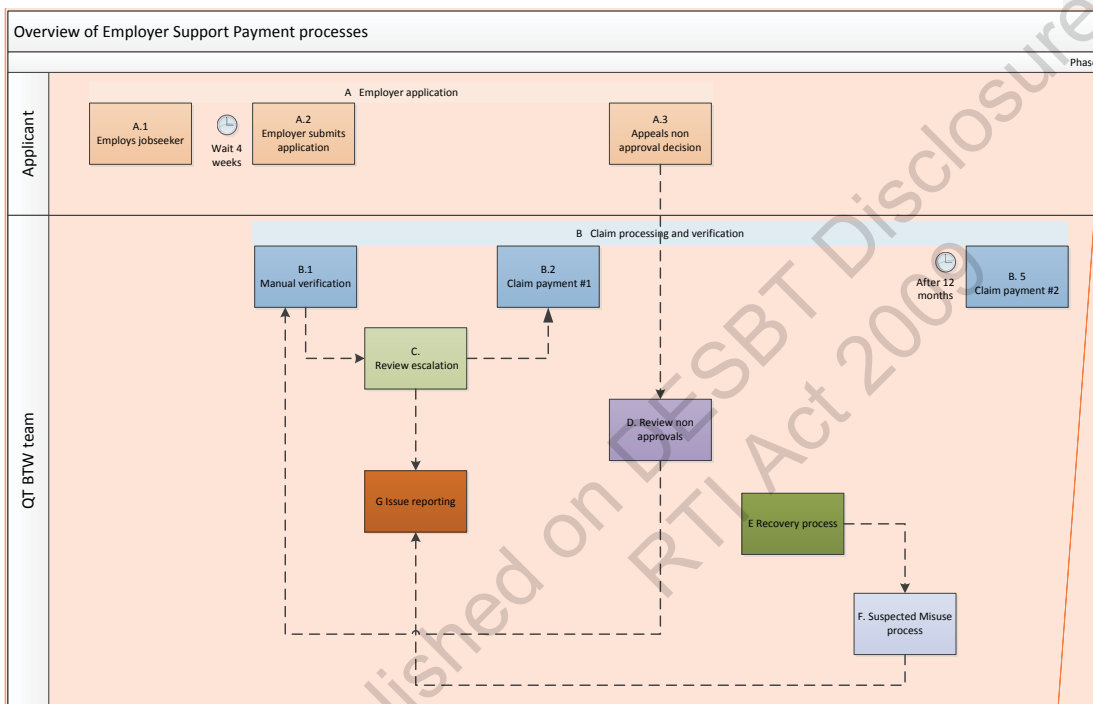 Overview of Employer Support Payment processes
Phase
Applicant
A Employer application
A.1
Employs jobseeker
Wait 4
weeks
A.2
Employer submits
application
A.3
Appeals non
approval decision
QT BTW team
B Claim processing and verification
B.1
Manual verification
B.2
Claim payment #1
After 12
months
B. 5
Claim payment #2
C.
Review escalation
D. Review non
approvals
G Issue reporting
E Recovery process
F. Suspected Misuse
process
lished on DESBT Disclosure
RTI Act 2009